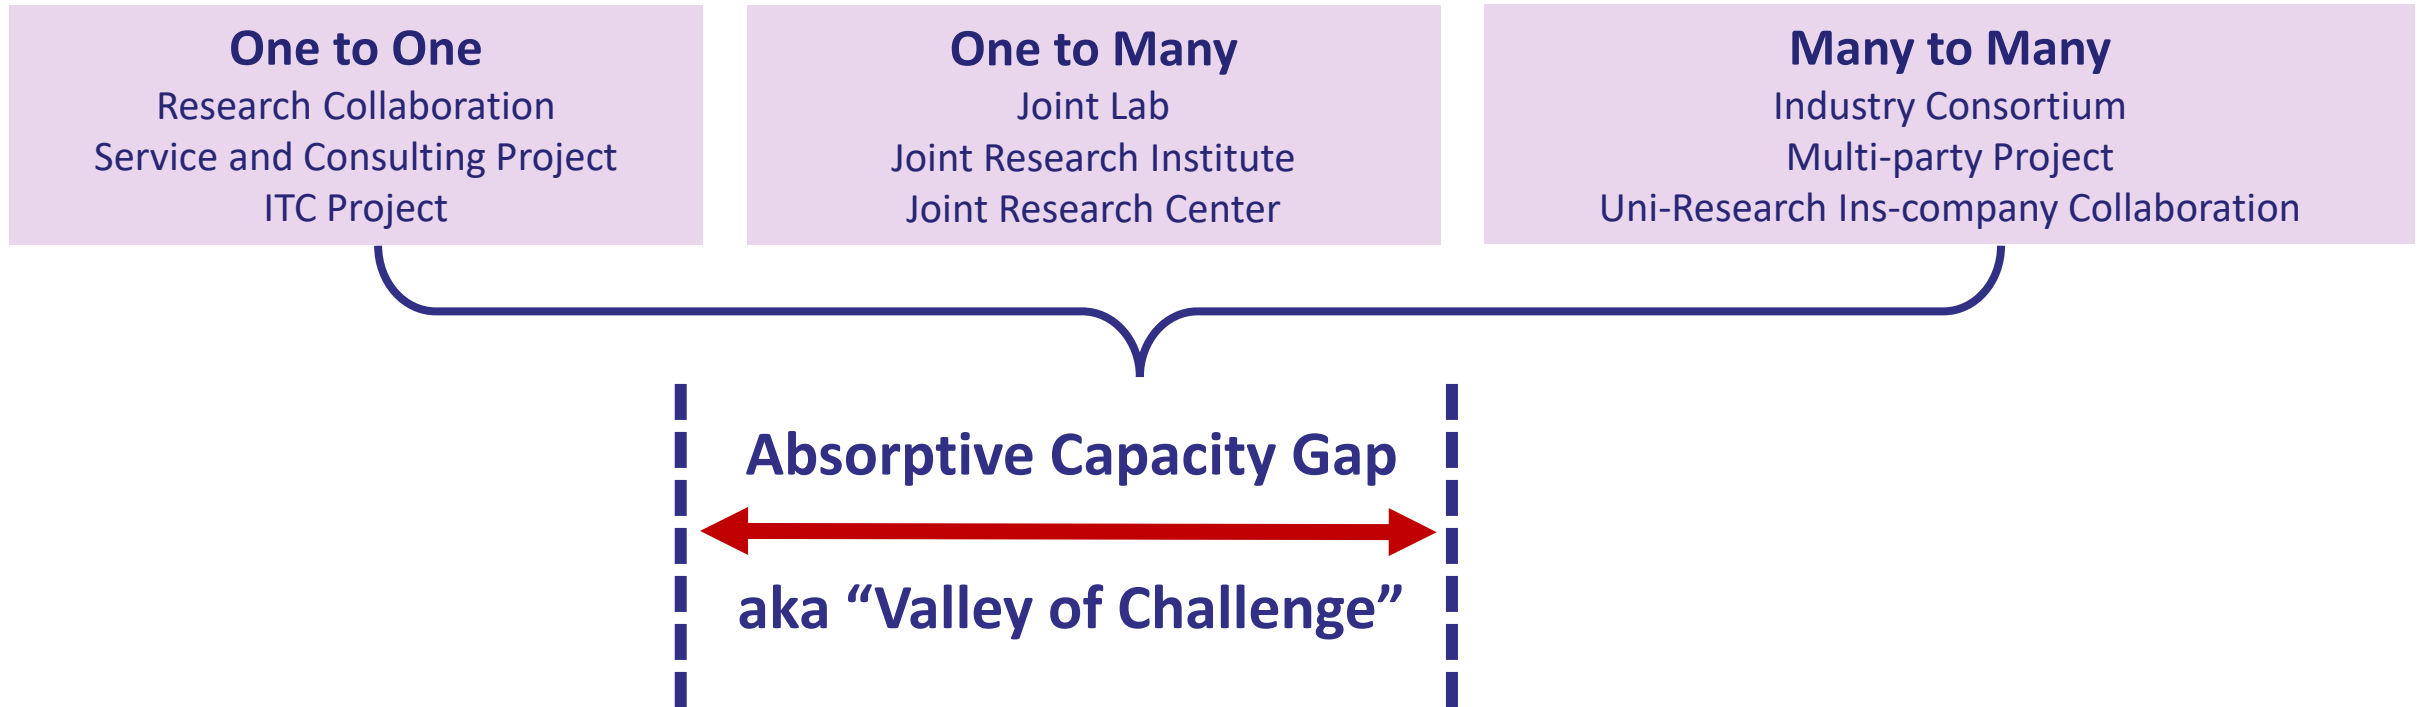 One to One
Research Collaboration
Service and Consulting Project
ITC Project
One to Many
Joint Lab
Joint Research Institute
Joint Research Center
Many to Many
Industry Consortium
Multi-party Project
Uni-Research Ins-company Collaboration
Absorptive Capacity Gap
aka “Valley of Challenge”